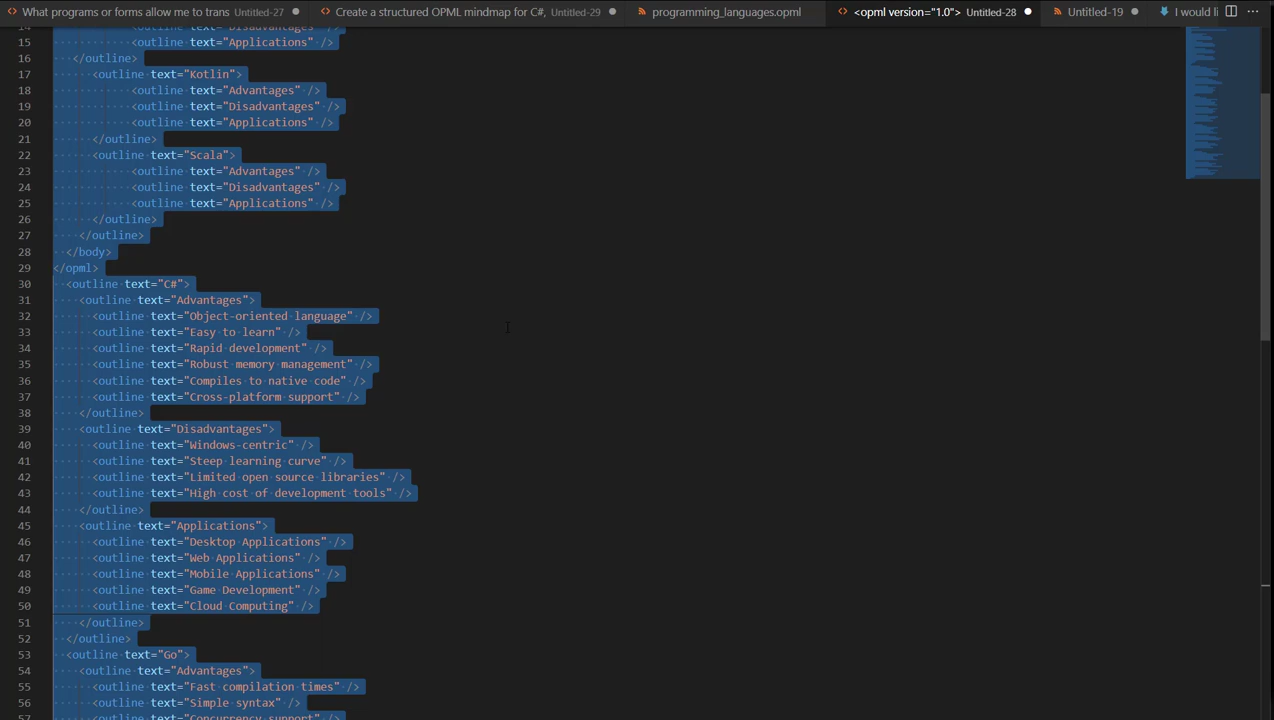 What programs or forms allow me to trans Untitled-27
Create a structured OPML mindmap for C#, Untitled-29
programming_languages.opml
<opml version="1.0"> Untitled-28
Untitled-19
I would li
14 <outline text="Disadvantages" />
15 <outline text="Applications" />
16 </outline>
17 <outline text="Kotlin">
18 <outline text="Advantages" />
19 <outline text="Disadvantages" />
20 <outline text="Applications" />
21 </outline>
22 <outline text="Scala">
23 <outline text="Advantages" />
24 <outline text="Disadvantages" />
25 <outline text="Applications" />
26 </outline>
27 </outline>
28 </body>
29 </opml>
30 <outline text="C#">
31 <outline text="Advantages">
32 <outline text="Object-oriented language" />
33 <outline text="Easy to learn" />
34 <outline text="Rapid development" />
35 <outline text="Robust memory management" />
36 <outline text="Compiles to native code" />
37 <outline text="Cross-platform support" />
38 </outline>
39 <outline text="Disadvantages">
40 <outline text="Windows-centric" />
41 <outline text="Steep learning curve" />
42 <outline text="Limited open source libraries" />
43 <outline text="High cost of development tools" />
44 </outline>
45 <outline text="Applications">
46 <outline text="Desktop Applications" />
47 <outline text="Web Applications" />
48 <outline text="Mobile Applications" />
49 <outline text="Game Development" />
50 <outline text="Cloud Computing" />
51 </outline>
52 </outline>
53 <outline text="Go">
54 <outline text="Advantages">
55 <outline text="Fast compilation times" />
56 <outline text="Simple syntax" />
57 <outline text="Concurrency support" />